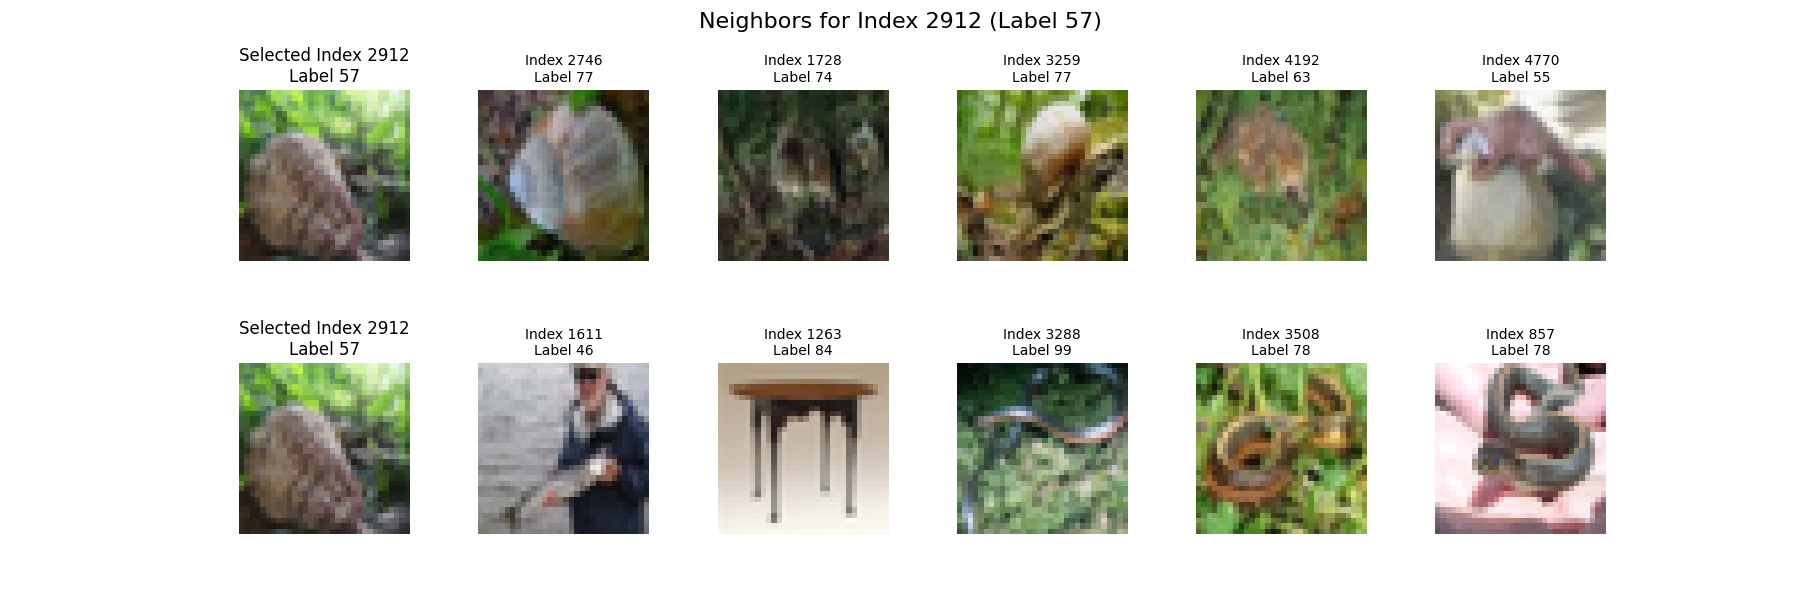 Neighbors for Index 2912 (Label 57)
Selected Index 2912
Label 57
Index 2746
Label 77
Index 1728
Label 74
Index 3259
Label 77
Index 4192
Label 63
Index 4770
Label 55
Selected Index 2912
Label 57
Index 1611
Label 46
Index 1263
Label 84
Index 3288
Label 99
Index 3508
Label 78
Index 857
Label 78